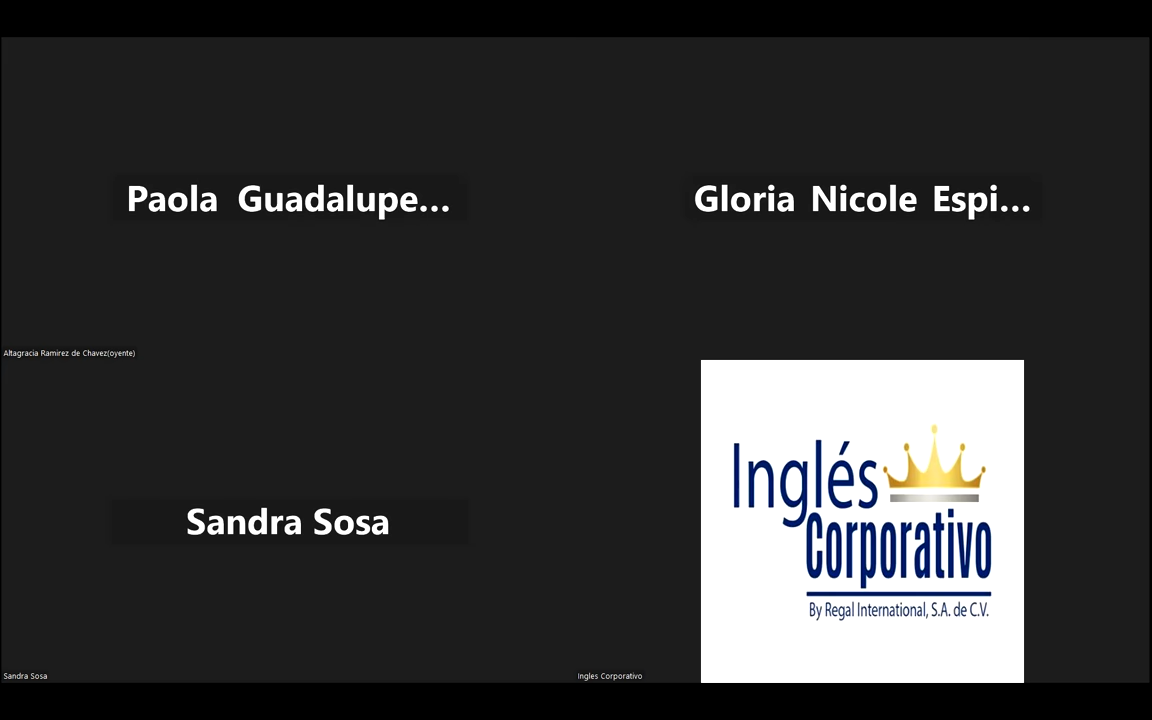 Paola Guadalupe...
Gloria Nicole Espi...
Altagracia Ramirez de Chavez(oyente)
Sandra Sosa
Inglés
Corporativo
By Regal International, S.A. de C.V.
Sandra Sosa
Ingles Corporativo